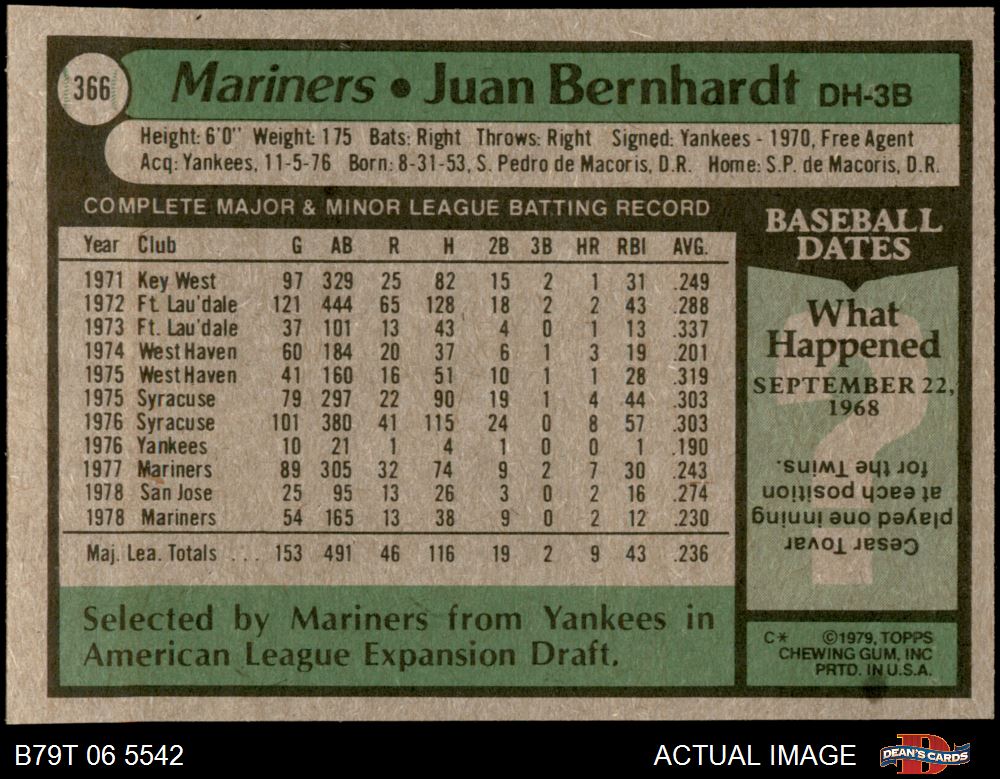 366
Mariners • Juan Bernhardt DH-3B
Height: 6'0" Weight: 175 Bats: Right Throws: Right Signed: Yankees - 1970, Free Agent
Acq: Yankees, 11-5-76 Born: 8-31-53, S. Pedro de Macoris, D.R. Home: S.P. de Macoris, D.R.
COMPLETE MAJOR & MINOR LEAGUE BATTING RECORD
Year Club G AB R H 2B 3B HR RBI AVG.
1971 Key West 97 329 25 82 15 2 1 31 .249
1972 Ft. Lau'dale 121 444 65 128 18 2 2 43 .288
1973 Ft. Lau'dale 37 101 13 43 4 0 1 13 .337
1974 West Haven 60 184 20 37 6 1 3 19 .201
1975 West Haven 41 160 16 51 10 1 1 28 .319
1975 Syracuse 79 297 22 90 19 1 4 44 .303
1976 Syracuse 101 380 41 115 24 0 8 57 .303
1976 Yankees 10 21 1 4 1 0 0 1 .190
1977 Mariners 89 305 32 74 9 2 7 30 .243
1978 San Jose 25 95 13 26 3 0 2 16 .274
1978 Mariners 54 165 13 38 9 0 2 12 .230
Maj. Lea. Totals . . . 153 491 46 116 19 2 9 43 .236
Selected by Mariners from Yankees in
American League Expansion Draft.
BASEBALL
DATES
What
Happened
SEPTEMBER 22,
1968
Cesar Tovar
played one inning
at each position
for the Twins.
C* ©1979, TOPPS
CHEWING GUM, INC
PRTD. IN U.S.A.
B79T 06 5542
ACTUAL IMAGE
DEAN'S CARDS